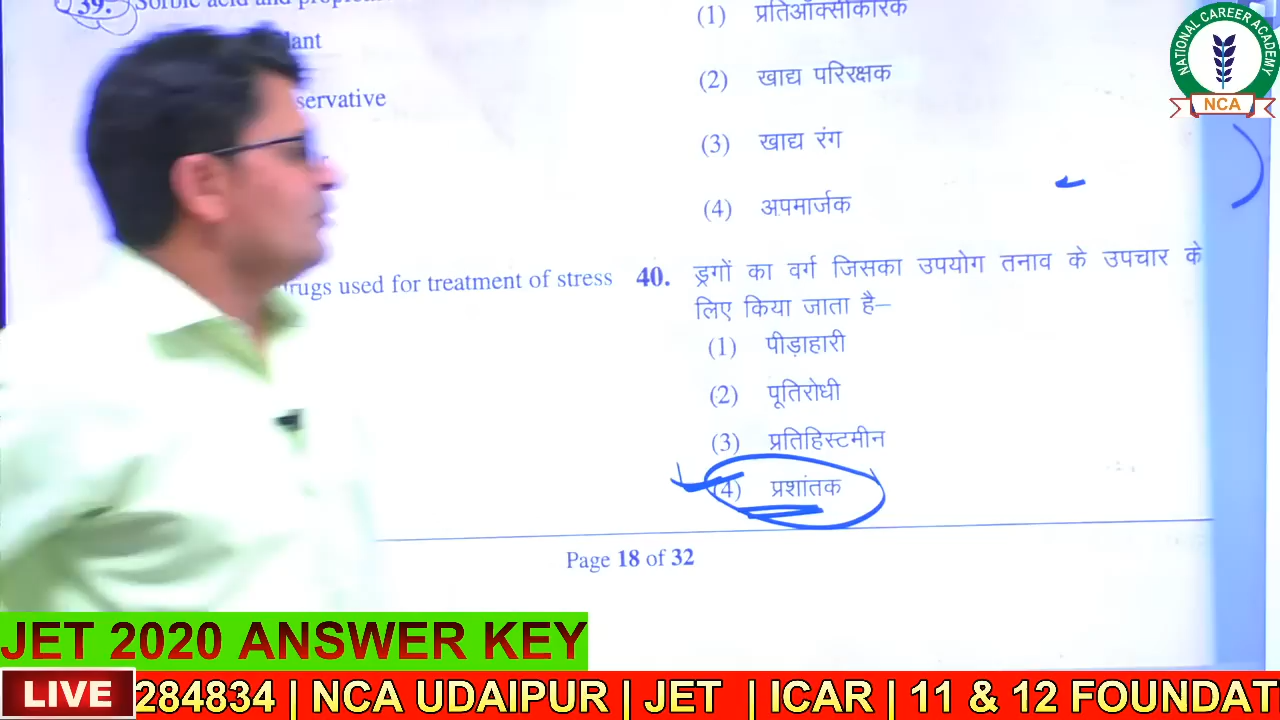 39. Sorbic acid and
servative
(1) प्रतिऑक्सीकारक
(2) खाद्य परिरक्षक
(3) खाद्य रंग
(4) अपमार्जक
drugs used for treatment of stress
40. ड्रगों का वर्ग जिसका उपयोग तनाव के उपचार के
लिए किया जाता है–
(1) पीड़ाहारी
(2) पूतिरोधी
(3) प्रतिहिस्टमीन
(4) प्रशांतक
Page 18 of 32
NATIONAL CAREER ACADEMY
NCA
JET 2020 ANSWER KEY
LIVE 284834 | NCA UDAIPUR | JET | ICAR | 11 & 12 FOUNDAT